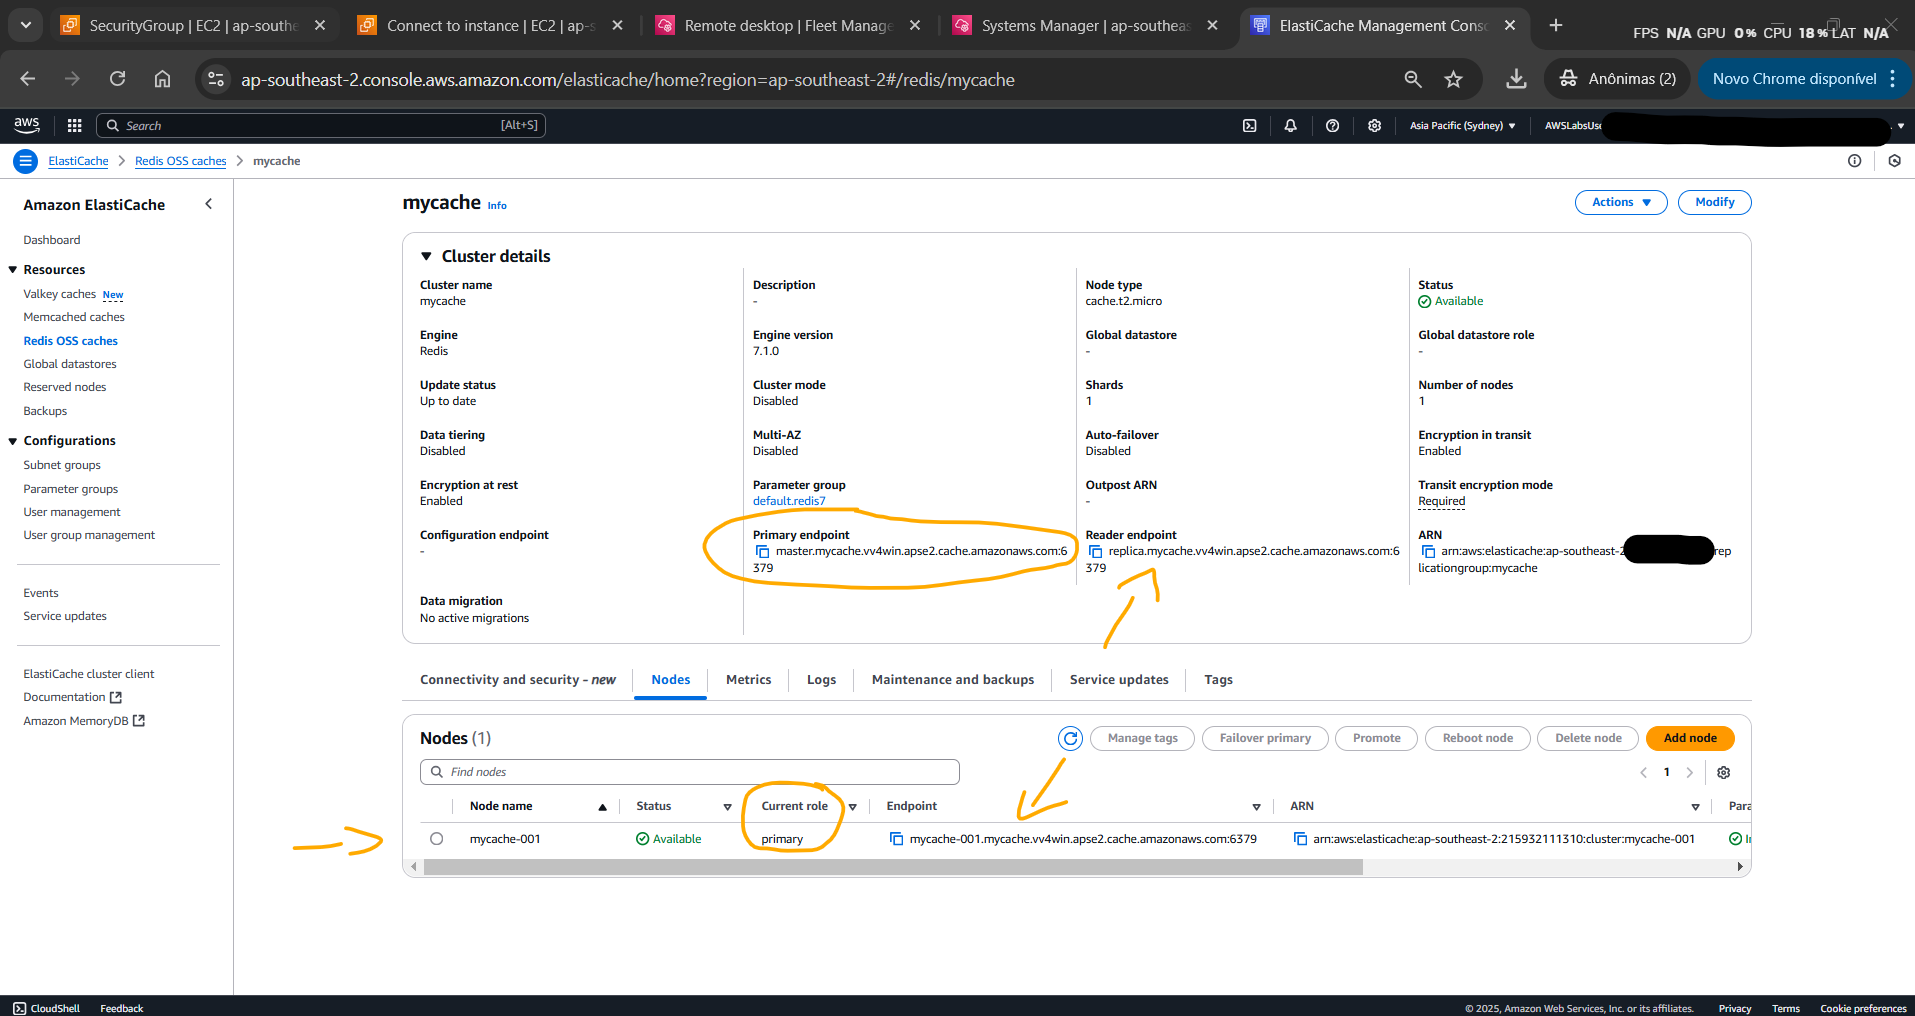 SecurityGroup | EC2 | ap-southe
Connect to instance | EC2 | ap-s
Remote desktop | Fleet Manage
Systems Manager | ap-southeas
ElastiCache Management Conso
FPS N/A GPU 0% CPU 18% LAT N/A
ap-southeast-2.console.aws.amazon.com/elasticache/home?region=ap-southeast-2#/redis/mycache
Anônimas (2)
Novo Chrome disponível
aws
Search
[Alt+S]
Asia Pacific (Sydney)
AWSLabsUse
ElastiCache
Redis OSS caches
mycache
Amazon ElastiCache
Dashboard
Resources
Valkey caches New
Memcached caches
Redis OSS caches
Global datastores
Reserved nodes
Backups
Configurations
Subnet groups
Parameter groups
User management
User group management
Events
Service updates
ElastiCache cluster client
Documentation
Amazon MemoryDB
mycache Info
Actions
Modify
Cluster details
Cluster name
mycache
Description
-
Node type
cache.t2.micro
Status
Available
Engine
Redis
Engine version
7.1.0
Global datastore
-
Global datastore role
-
Update status
Up to date
Cluster mode
Disabled
Shards
1
Number of nodes
1
Data tiering
Disabled
Multi-AZ
Disabled
Auto-failover
Disabled
Encryption in transit
Enabled
Encryption at rest
Enabled
Parameter group
default.redis7
Outpost ARN
-
Transit encryption mode
Required
Configuration endpoint
-
Primary endpoint
master.mycache.vv4win.apse2.cache.amazonaws.com:6
379
Reader endpoint
replica.mycache.vv4win.apse2.cache.amazonaws.com:6
379
ARN
arn:aws:elasticache:ap-southeast-2 rep
licationgroup:mycache
Data migration
No active migrations
Connectivity and security - new
Nodes
Metrics
Logs
Maintenance and backups
Service updates
Tags
Nodes (1)
Manage tags
Failover primary
Promote
Reboot node
Delete node
Add node
Find nodes
1
Node name
Status
Current role
Endpoint
ARN
Para
mycache-001
Available
primary
mycache-001.mycache.vv4win.apse2.cache.amazonaws.com:6379
arn:aws:elasticache:ap-southeast-2:215932111310:cluster:mycache-001
CloudShell
Feedback
© 2025, Amazon Web Services, Inc. or its affiliates.
Privacy
Terms
Cookie preferences